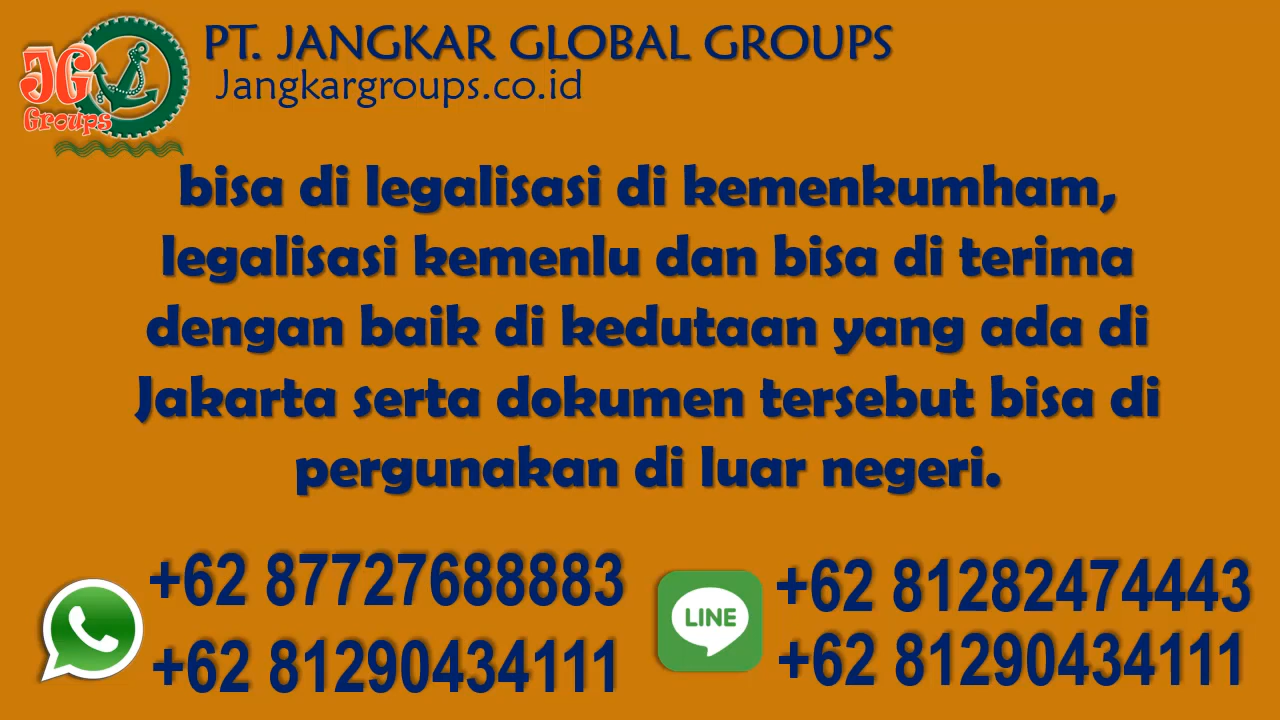 JG
Groups
PT. JANGKAR GLOBAL GROUPS
Jangkargroups.co.id
bisa di legalisasi di kemenkumham,
legalisasi kemenlu dan bisa di terima
dengan baik di kedutaan yang ada di
Jakarta serta dokumen tersebut bisa di
pergunakan di luar negeri.
+62 87727688883
+62 81290434111
LINE
+62 81282474443
+62 81290434111